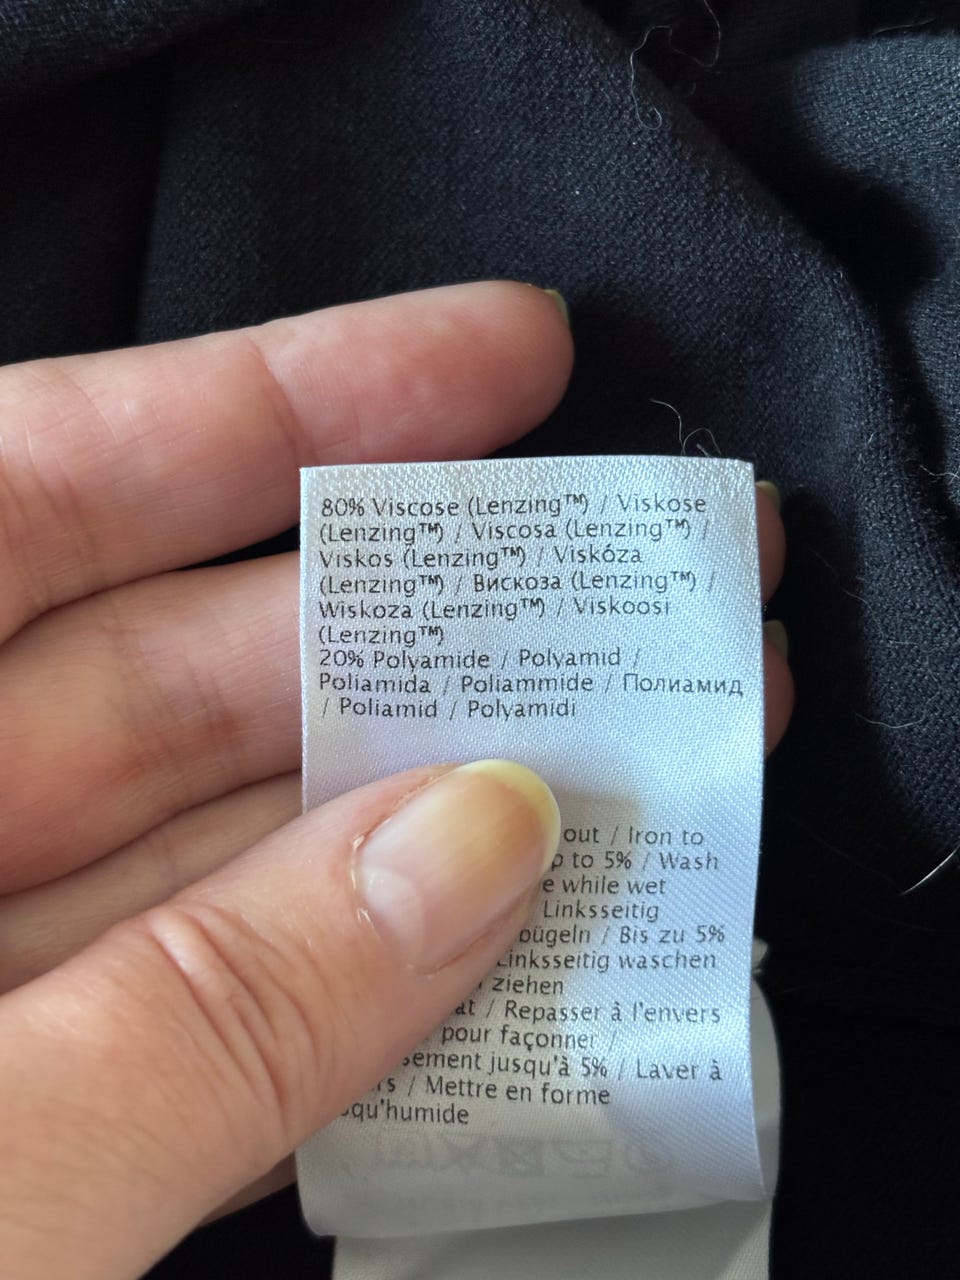 80% Viscose (Lenzing™) / Viskose
(Lenzing™) / Viscosa (Lenzing™) /
Viskos (Lenzing™) / Viskóza
(Lenzing™) / Вискоза (Lenzing™) /
Wiskoza (Lenzing™) / Viskoosi
(Lenzing™)
20% Polyamide / Polyamid /
Poliamida / Poliammide / Полиамид
/ Poliamid / Polyamidi
out / Iron to
to 5% / Wash
while wet
Linksseitig
bügeln / Bis zu 5%
Linksseitig waschen
ziehen
/ Repasser à l'envers
pour façonner /
jusqu'à 5% / Laver à
/ Mettre en forme